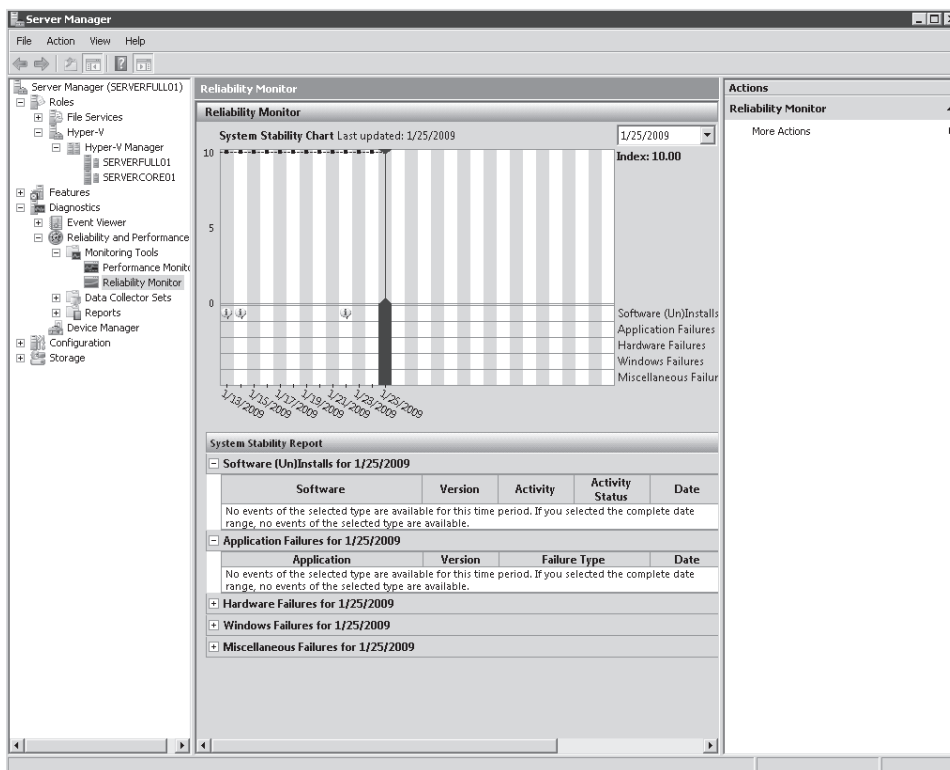 Server Manager
File Action View Help
Server Manager (SERVERFULL01)
Roles
File Services
Hyper-V
Hyper-V Manager
SERVERFULL01
SERVERCORE01
Features
Diagnostics
Event Viewer
Reliability and Performance
Monitoring Tools
Performance Monito
Reliability Monitor
Data Collector Sets
Reports
Device Manager
Configuration
Storage
Reliability Monitor
Reliability Monitor
System Stability Chart Last updated: 1/25/2009
1/25/2009
Index: 10.00
10
5
0
Software (Un)Installs
Application Failures
Hardware Failures
Windows Failures
Miscellaneous Failur
1/13/2009
1/15/2009
1/17/2009
1/19/2009
1/21/2009
1/23/2009
1/25/2009
System Stability Report
Software (Un)Installs for 1/25/2009
Software Version Activity Activity Status Date
No events of the selected type are available for this time period. If you selected the complete date
range, no events of the selected type are available.
Application Failures for 1/25/2009
Application Version Failure Type Date
No events of the selected type are available for this time period. If you selected the complete date
range, no events of the selected type are available.
Hardware Failures for 1/25/2009
Windows Failures for 1/25/2009
Miscellaneous Failures for 1/25/2009
Actions
Reliability Monitor
More Actions